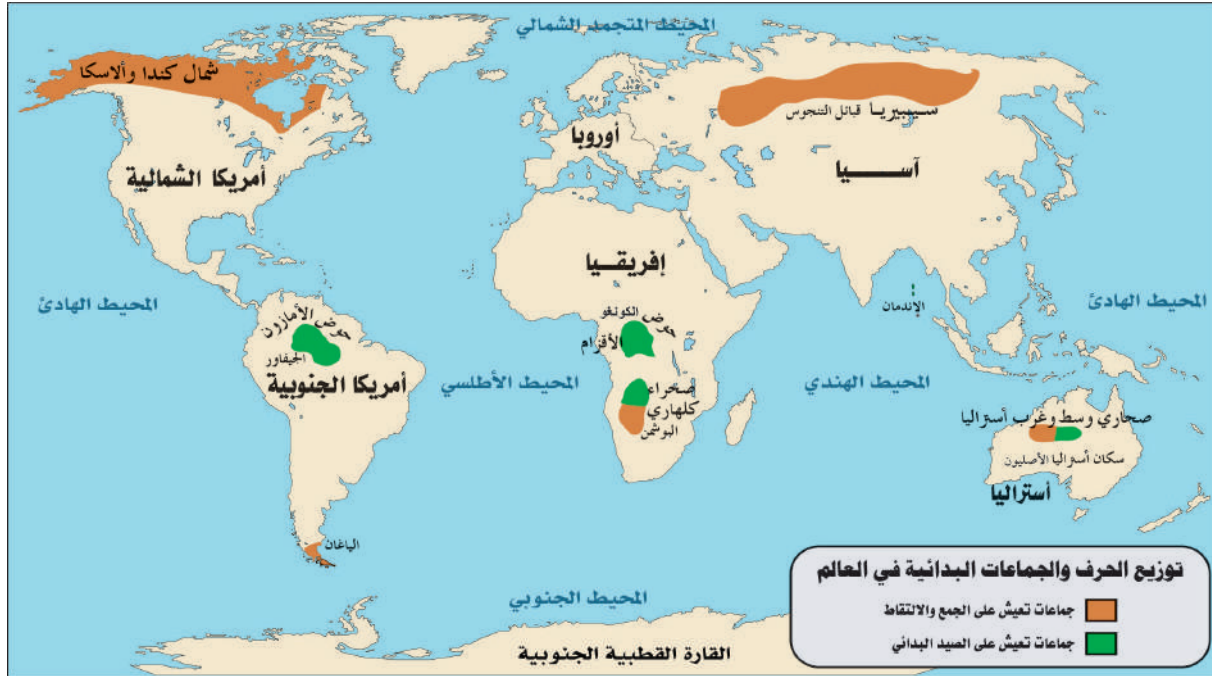 المحيط المتجمد الشمالي
شمال كندا وألاسكا
سيبيريا قبائل التنجوس
أوروبا
أمريكا الشمالية
آسيا
إفريقيا
المحيط الهادئ
المحيط الهادئ
الإندمان
حوض الكونغو
الأقزام
حوض الأمازون
الجيفاور
أمريكا الجنوبية
المحيط الأطلسي
المحيط الهندي
صحراء
كلهاري
البوشمن
صحاري وسط وغرب أستراليا
سكان أستراليا الأصليون
أستراليا
الياغان
المحيط الجنوبي
القارة القطبية الجنوبية
توزيع الحرف والجماعات البدائية في العالم
جماعات تعيش على الجمع والالتقاط
جماعات تعيش على الصيد البدائي